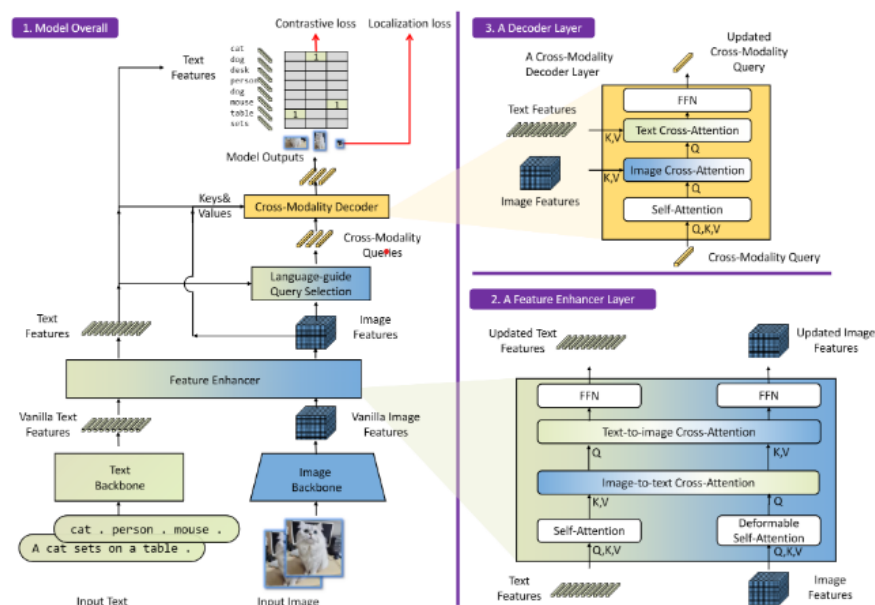 1. Model Overall
Contrastive loss
Localization loss
cat
dog
desk
person
dog
mouse
table
sets
Text
Features
1
1
1
Model Outputs
Keys&
Values
Cross-Modality Decoder
Cross-Modality
Queries
Language-guide
Query Selection
Text
Features
Image
Features
Feature Enhancer
Vanilla Text
Features
Vanilla Image
Features
Text
Backbone
Image
Backbone
cat . person . mouse .
A cat sets on a table .
Input Text
Input Image
3. A Decoder Layer
A Cross-Modality
Decoder Layer
Updated
Cross-Modality
Query
FFN
Text Features
K,V
Text Cross-Attention
Q
K,V
Image Cross-Attention
Image Features
Q
Self-Attention
Q,K,V
Cross-Modality Query
2. A Feature Enhancer Layer
Updated Text
Features
Updated Image
Features
FFN
FFN
Text-to-image Cross-Attention
Q
K,V
Image-to-text Cross-Attention
K,V
Q
Self-Attention
Deformable
Self-Attention
Q,K,V
Q,K,V
Text
Features
Image
Features